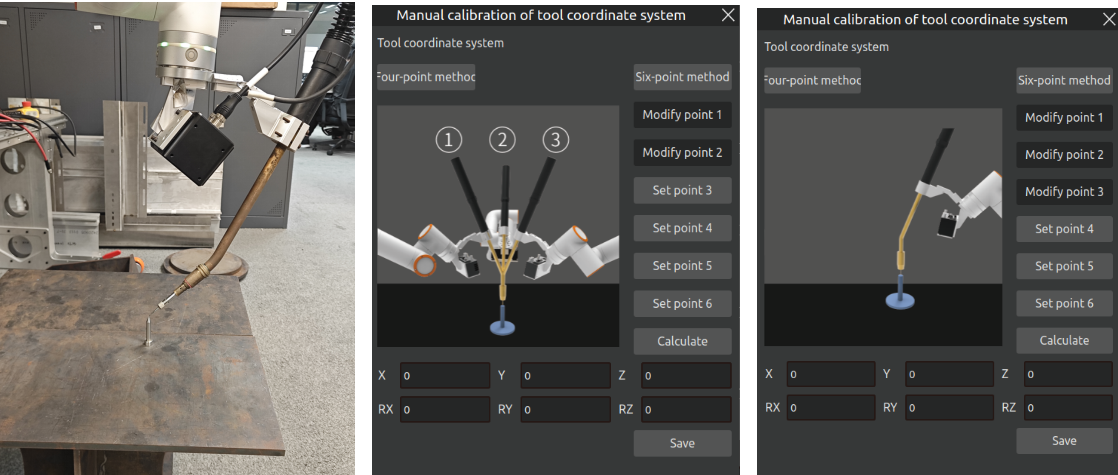 Manual calibration of tool coordinate system
Tool coordinate system
Four-point method
Six-point method
① ② ③
Modify point 1
Modify point 2
Set point 3
Set point 4
Set point 5
Set point 6
Calculate
X 0 Y 0 Z 0
RX 0 RY 0 RZ 0
Save
Manual calibration of tool coordinate system
Tool coordinate system
Four-point method
Six-point method
Modify point 1
Modify point 2
Modify point 3
Set point 4
Set point 5
Set point 6
Calculate
X 0 Y 0 Z 0
RX 0 RY 0 RZ 0
Save